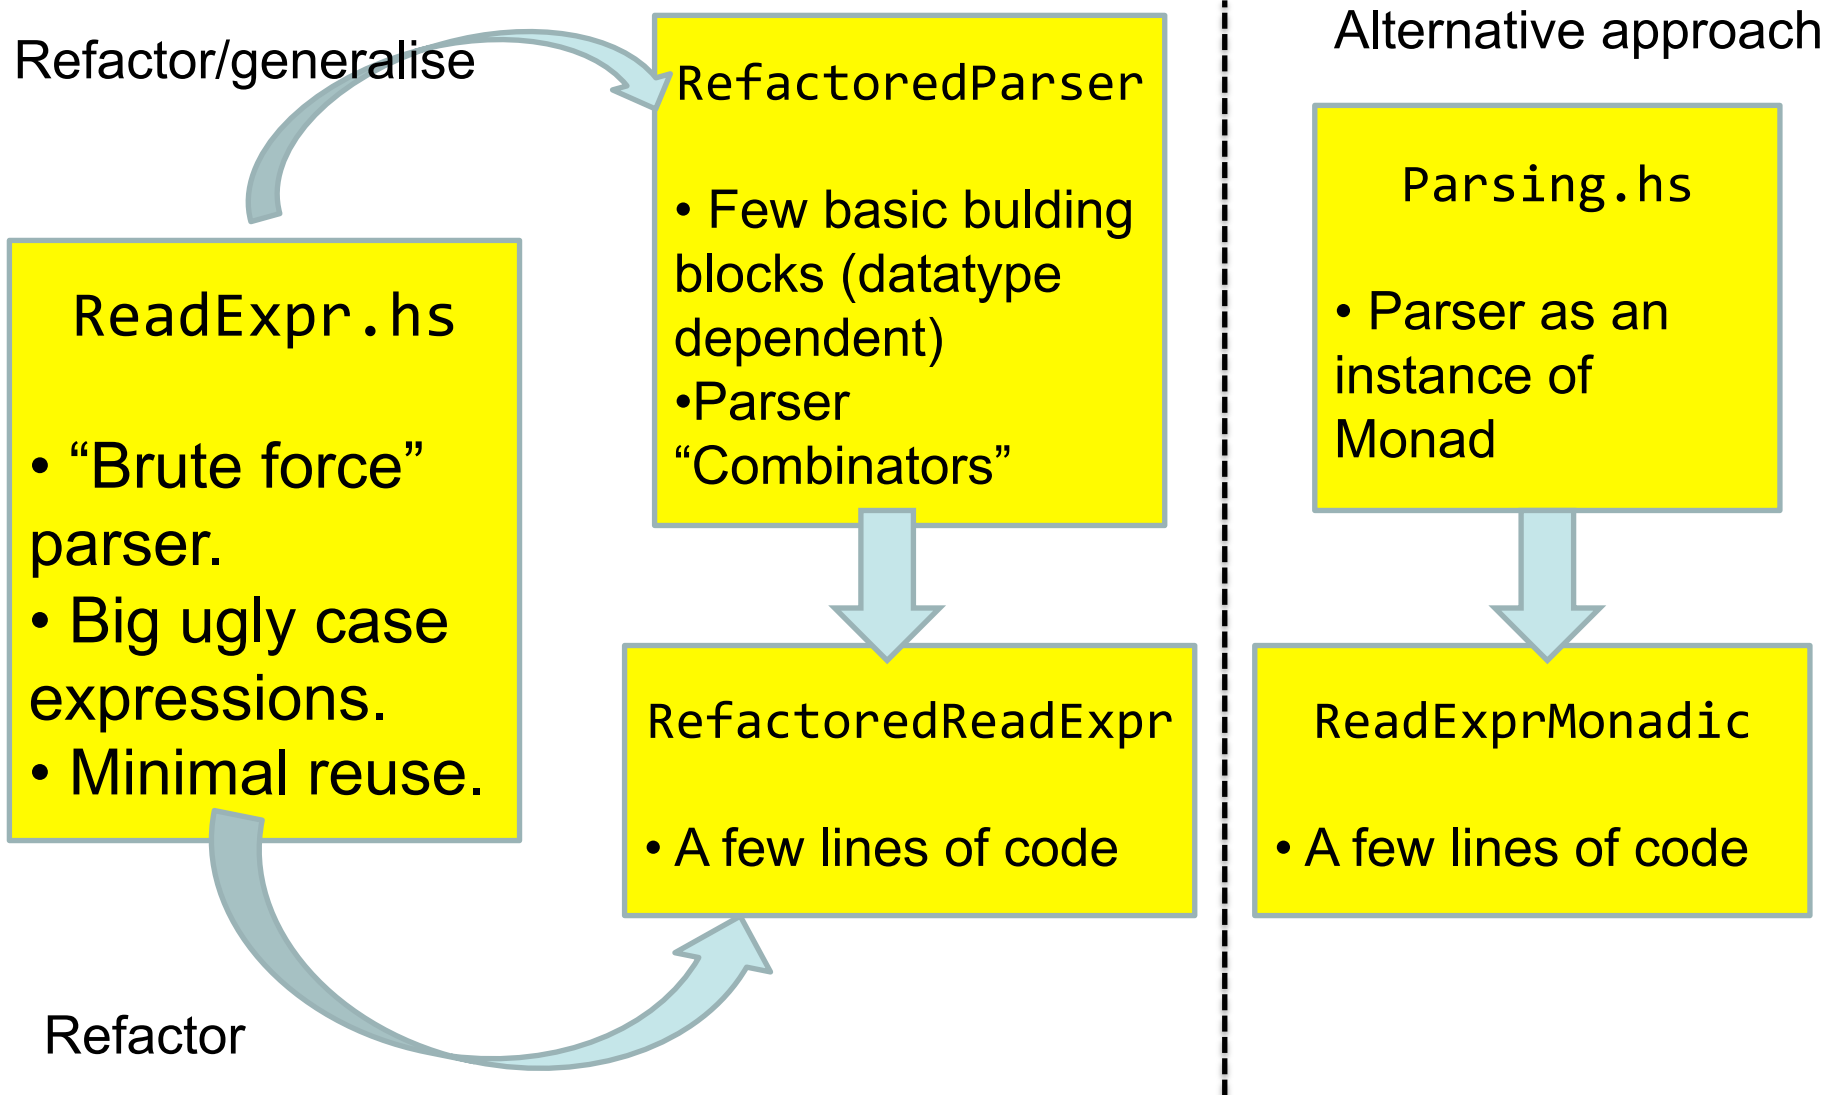 Refactor/generalise
ReadExpr.hs
• “Brute force”
parser.
• Big ugly case
expressions.
• Minimal reuse.
Refactor
RefactoredParser
• Few basic bulding
blocks (datatype
dependent)
•Parser
“Combinators”
RefactoredReadExpr
• A few lines of code
Alternative approach
Parsing.hs
• Parser as an
instance of
Monad
ReadExprMonadic
• A few lines of code